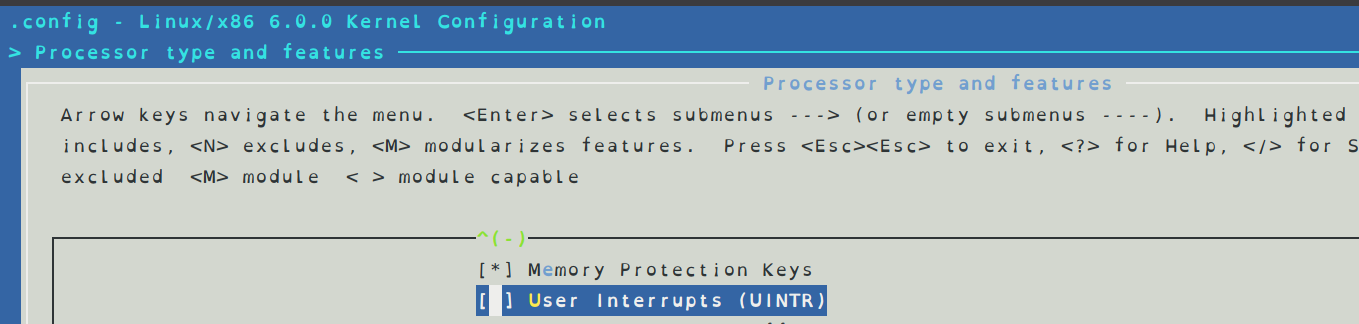 .config - Linux/x86 6.0.0 Kernel Configuration
> Processor type and features
Processor type and features
Arrow keys navigate the menu.  <Enter> selects submenus ---> (or empty submenus ----).  Highlighted
includes, <N> excludes, <M> modularizes features.  Press <Esc><Esc> to exit, <?> for Help, </> for S
excluded  <M> module  < > module capable
^(-)
[*] Memory Protection Keys
[ ] User Interrupts (UINTR)